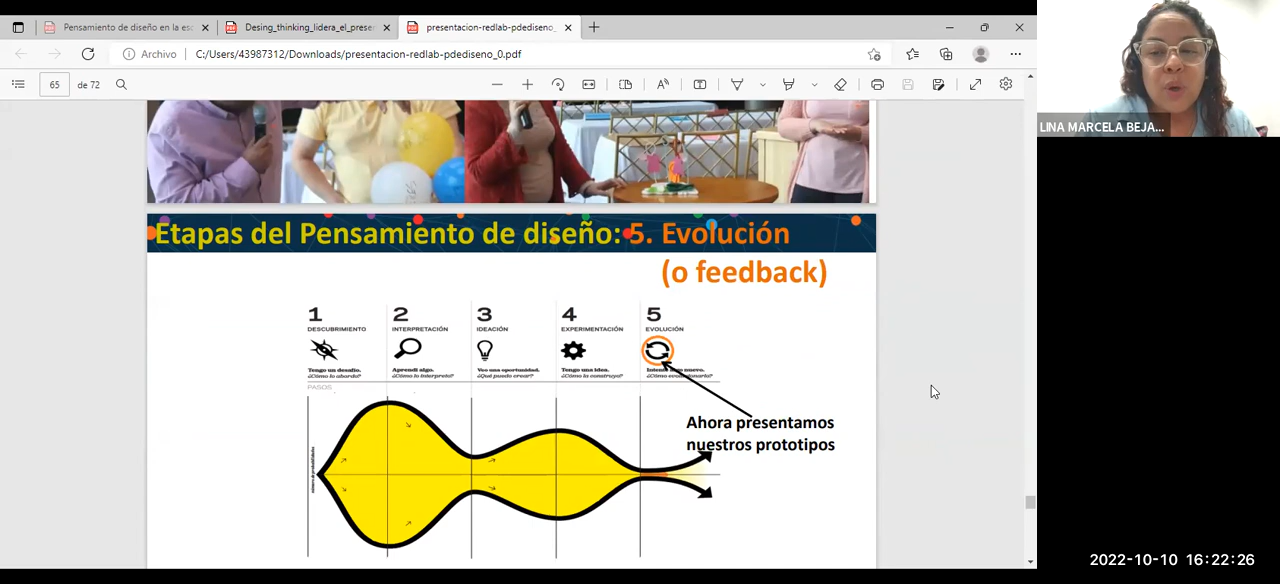 Pensamiento de diseño en la esc
Desing_thinking_lidera_el_prese
presentacion-redlab-pdediseno_
Archivo
C:/Users/43987312/Downloads/presentacion-redlab-pdediseno_0.pdf
65 de 72
LINA MARCELA BEJA...
Etapas del Pensamiento de diseño: 5. Evolución
(o feedback)
1
DESCUBRIMIENTO
Tengo un desafío.
¿Cómo lo abordo?
2
INTERPRETACIÓN
Aprendí algo.
¿Cómo lo interpreto?
3
IDEACIÓN
Veo una oportunidad.
¿Qué puedo crear?
4
EXPERIMENTACIÓN
Tengo una idea.
¿Cómo la construyo?
5
EVOLUCIÓN
nuevo.
¿Cómo
PASOS
Ahora presentamos
nuestros prototipos
2022-10-10 16:22:26